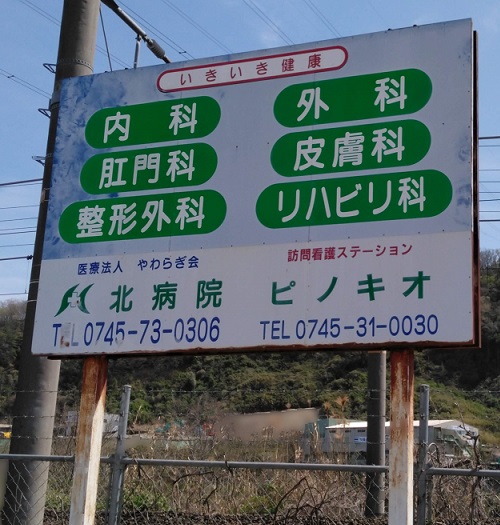 いきいき健康
内科 外科
肛門科 皮膚科
整形外科 リハビリ科
医療法人 やわらぎ会 訪問看護ステーション
北病院 ピノキオ
TEL 0745-73-0306 TEL 0745-31-0030